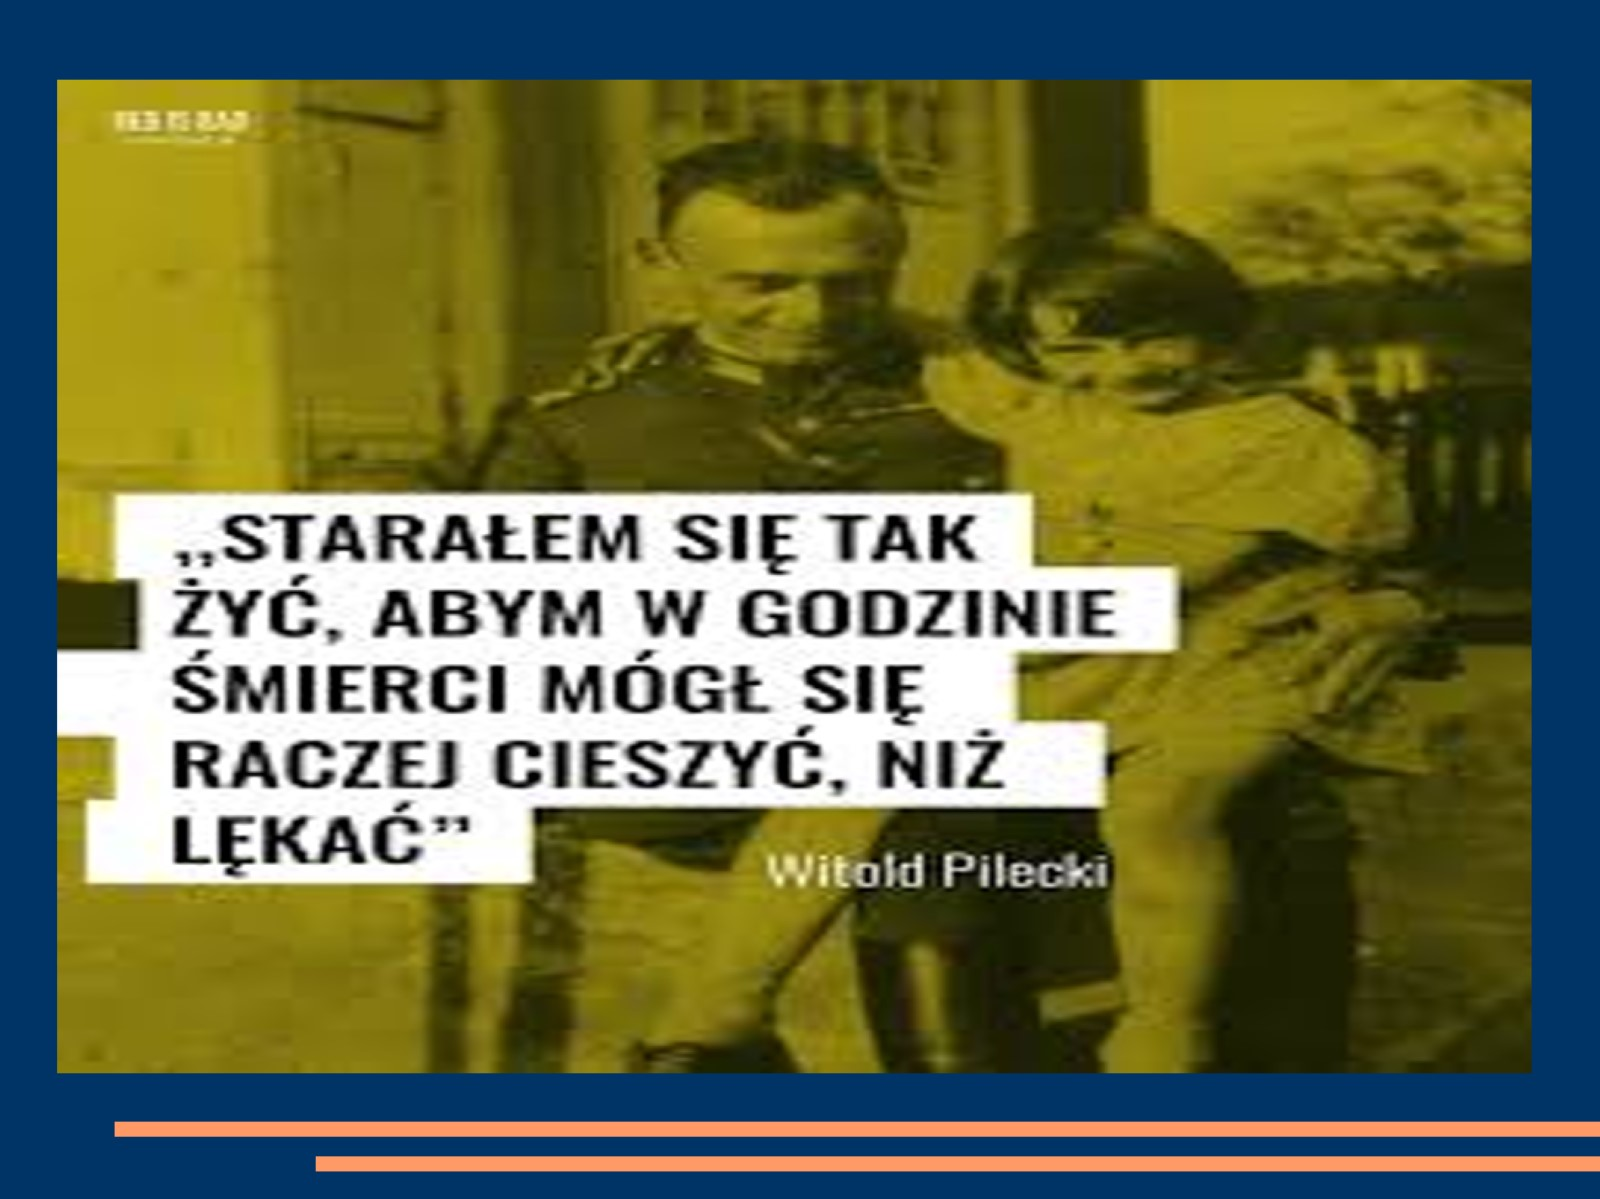 „STARAŁEM SIĘ TAK
ŻYĆ, ABYM W GODZINIE
ŚMIERCI MÓGŁ SIĘ
RACZEJ CIESZYĆ, NIŻ
LĘKAĆ”
Witold Pilecki